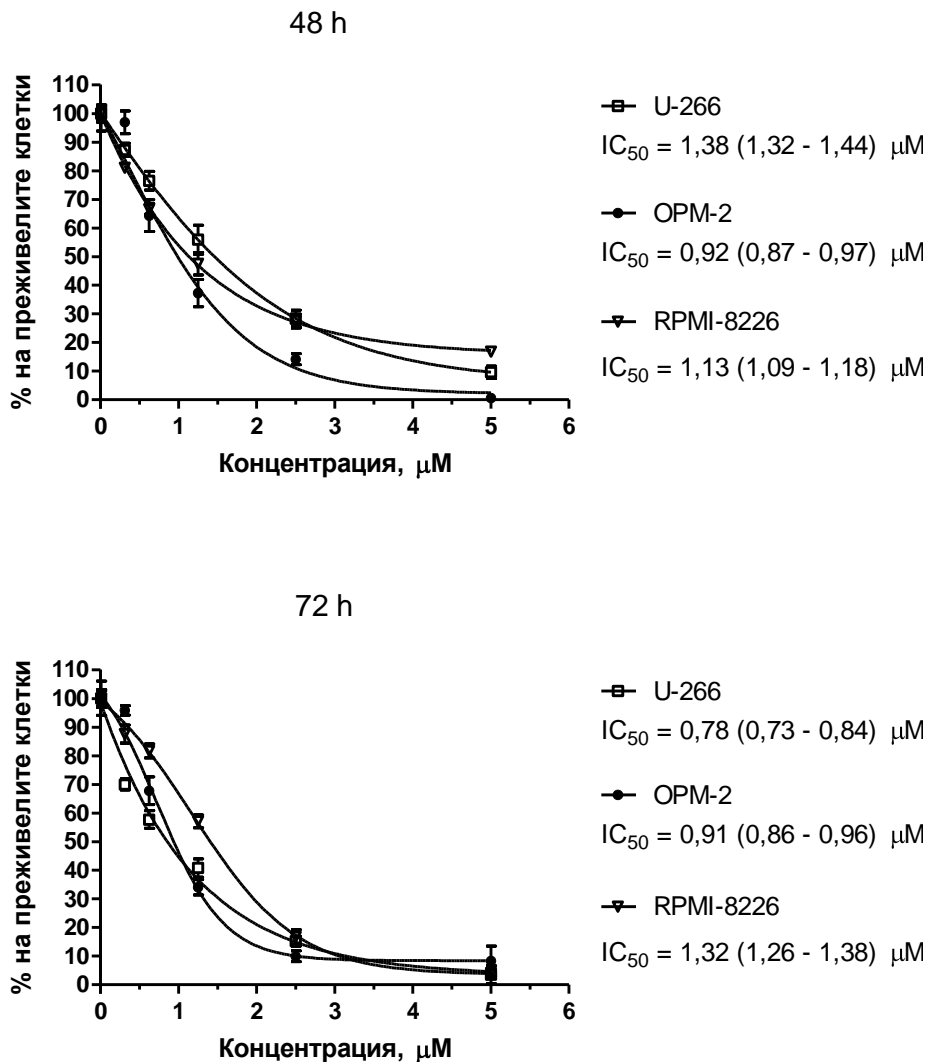 48 h
110
100
90
80
70
60
50
40
30
20
10
0
% на преживелите клетки
0 1 2 3 4 5 6
Концентрация, μM
U-266
IC50 = 1,38 (1,32 - 1,44) μM
OPM-2
IC50 = 0,92 (0,87 - 0,97) μM
RPMI-8226
IC50 = 1,13 (1,09 - 1,18) μM
72 h
110
100
90
80
70
60
50
40
30
20
10
0
% на преживелите клетки
0 1 2 3 4 5 6
Концентрация, μM
U-266
IC50 = 0,78 (0,73 - 0,84) μM
OPM-2
IC50 = 0,91 (0,86 - 0,96) μM
RPMI-8226
IC50 = 1,32 (1,26 - 1,38) μM